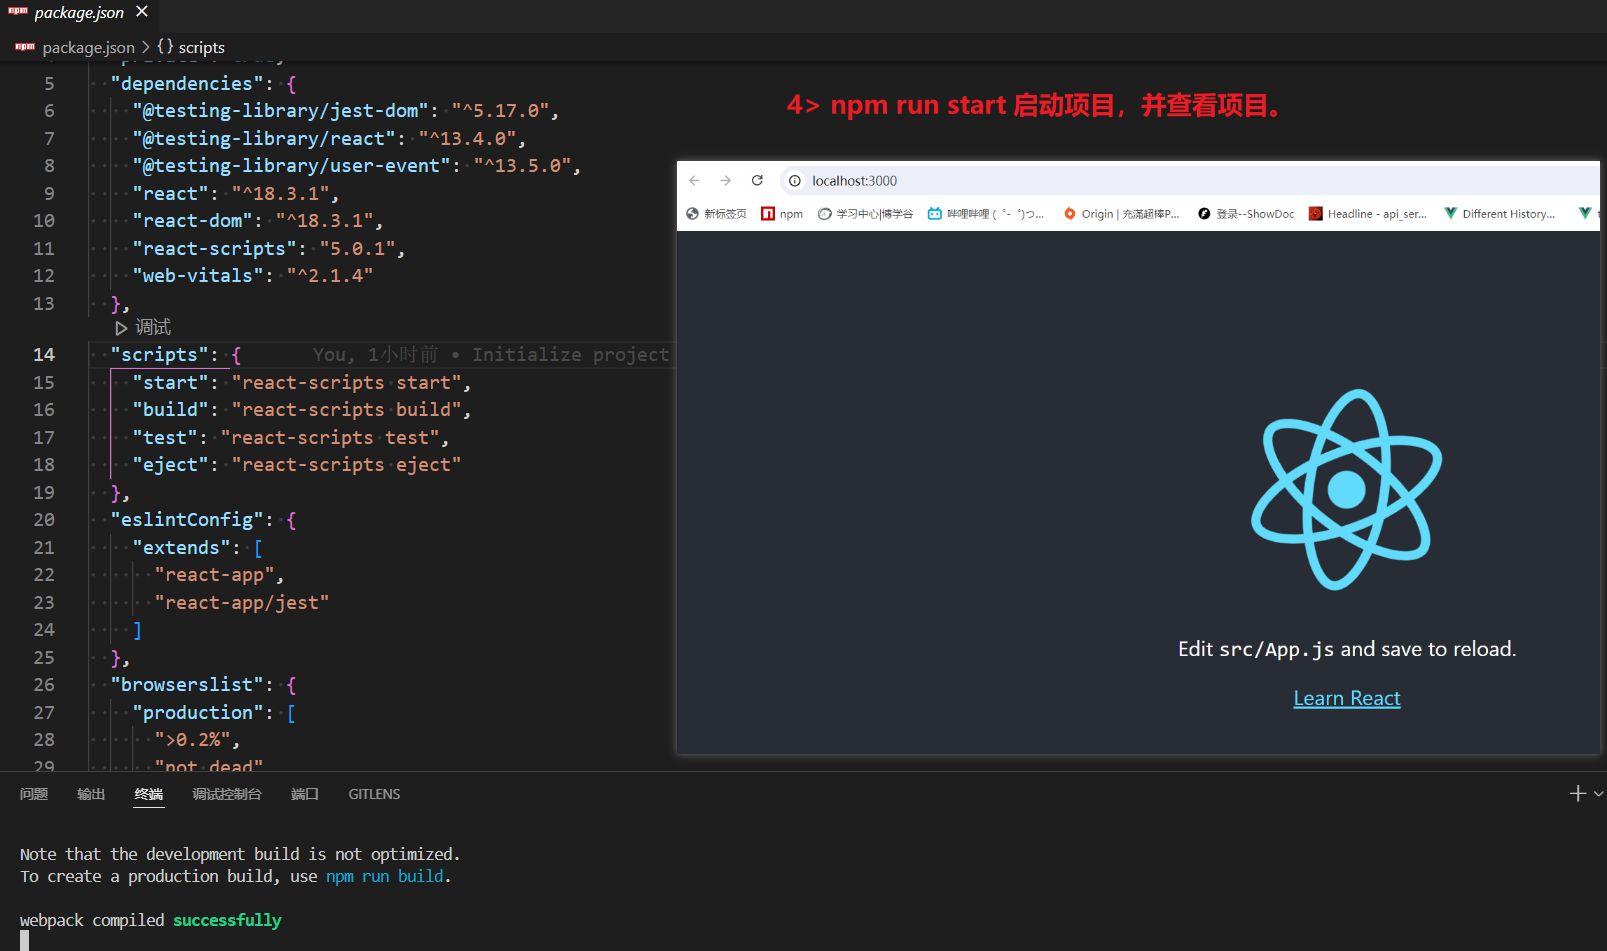 package.json
package.json > {} scripts
5 "dependencies": {
6 "@testing-library/jest-dom": "^5.17.0",
7 "@testing-library/react": "^13.4.0",
8 "@testing-library/user-event": "^13.5.0",
9 "react": "^18.3.1",
10 "react-dom": "^18.3.1",
11 "react-scripts": "5.0.1",
12 "web-vitals": "^2.1.4"
13 },
调试
14 "scripts": { You, 1小时前 • Initialize project
15 "start": "react-scripts start",
16 "build": "react-scripts build",
17 "test": "react-scripts test",
18 "eject": "react-scripts eject"
19 },
20 "eslintConfig": {
21 "extends": [
22 "react-app",
23 "react-app/jest"
24 ]
25 },
26 "browserslist": {
27 "production": [
28 ">0.2%",
29 "not dead"
4> npm run start 启动项目，并查看项目。
localhost:3000
新标签页 npm 学习中心|博学谷 哔哩哔哩 (゜-゜)つ... Origin | 充滿超棒P... 登录--ShowDoc Headline - api_ser... Different History...
Edit src/App.js and save to reload.
Learn React
问题 输出 终端 调试控制台 端口 GITLENS
Note that the development build is not optimized.
To create a production build, use npm run build.
webpack compiled successfully